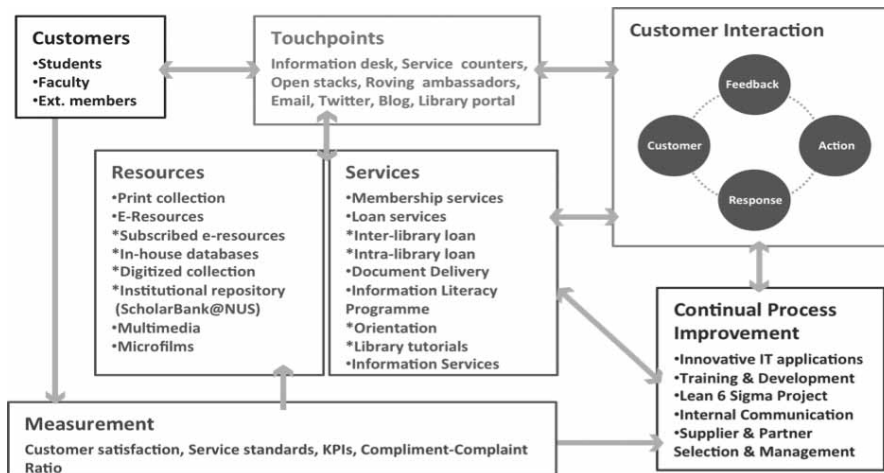 Customers
•Students
•Faculty
•Ext. members
Touchpoints
Information desk, Service counters,
Open stacks, Roving ambassadors,
Email, Twitter, Blog, Library portal
Customer Interaction
Feedback
Customer
Action
Response
Resources
•Print collection
•E-Resources
*Subscribed e-resources
*In-house databases
*Digitized collection
*Institutional repository
(ScholarBank@NUS)
•Multimedia
•Microfilms
Services
•Membership services
•Loan services
*Inter-library loan
*Intra-library loan
•Document Delivery
•Information Literacy
Programme
*Orientation
*Library tutorials
•Information Services
Continual Process
Improvement
•Innovative IT applications
•Training & Development
•Lean 6 Sigma Project
•Internal Communication
•Supplier & Partner
Selection & Management
Measurement
Customer satisfaction, Service standards, KPIs, Compliment-Complaint
Ratio